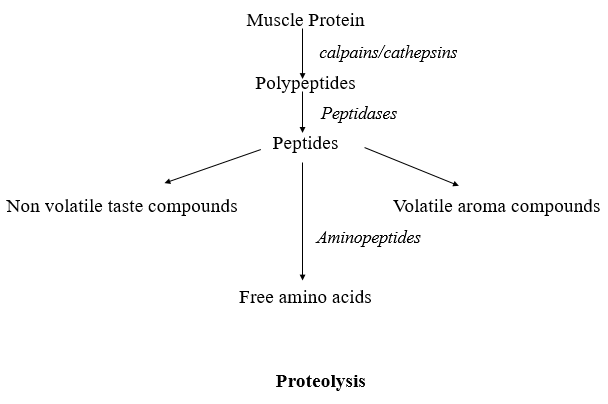 Muscle Protein
calpains/cathepsins
Polypeptides
Peptidases
Peptides
Non volatile taste compounds
Volatile aroma compounds
Aminopeptides
Free amino acids
Proteolysis